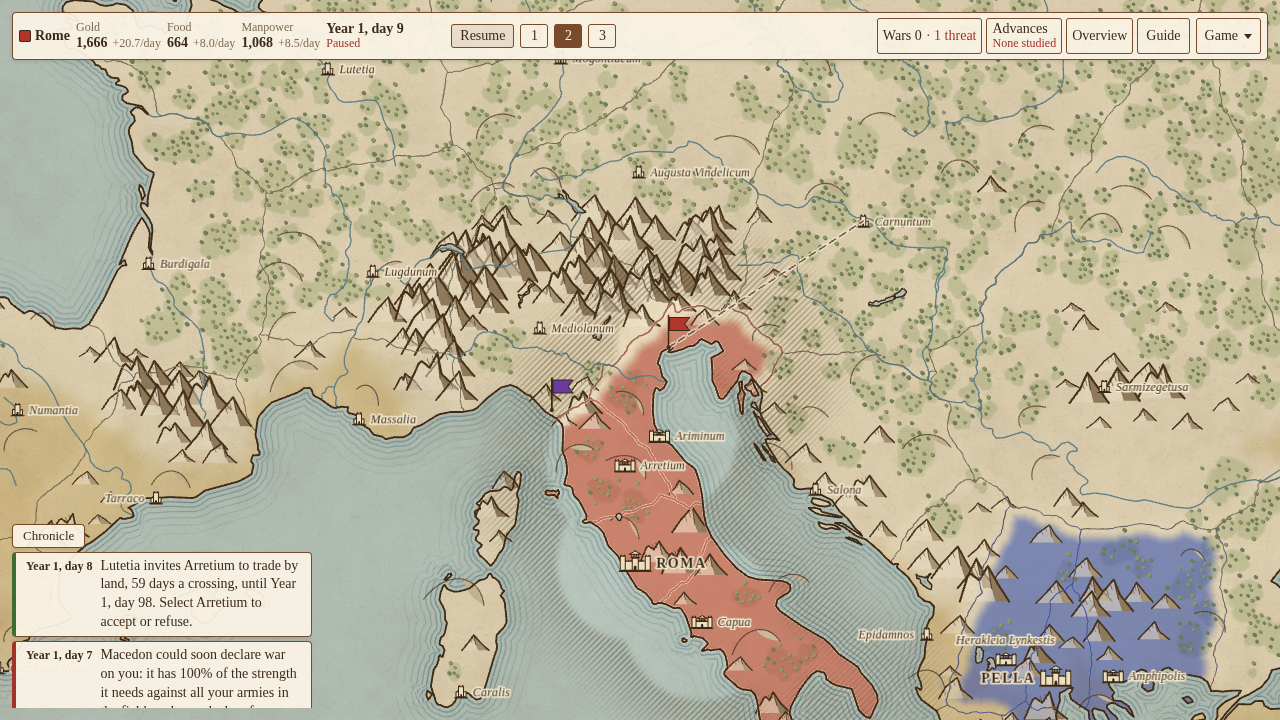 Rome
Gold
1,666 +20.7/day
Food
664 +8.0/day
Manpower
1,068 +8.5/day
Year 1, day 9
Paused
Resume
1
2
3
Wars 0 · 1 threat
Advances
None studied
Overview
Guide
Game
Lutetia
Mogontiacum
Augusta Vindelicum
Carnuntum
Burdigala
Lugdunum
Mediolanum
Numantia
Massalia
Sarmizegetusa
Ariminum
Arretium
Tarraco
Salona
ROMA
Capua
Epidamnos
Herakleia Lynkestis
PELLA
Amphipolis
Caralis
Chronicle
Year 1, day 8
Lutetia invites Arretium to trade by
land, 59 days a crossing, until Year
1, day 98. Select Arretium to
accept or refuse.
Year 1, day 7
Macedon could soon declare war
on you: it has 100% of the strength
it needs against all your armies in